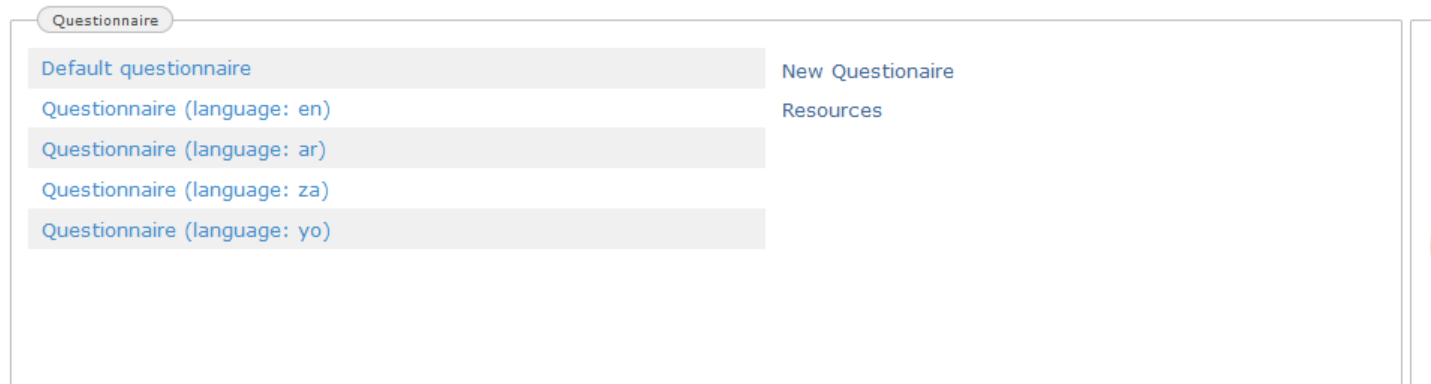 Questionnaire
Default questionnaire
Questionnaire (language: en)
Questionnaire (language: ar)
Questionnaire (language: za)
Questionnaire (language: yo)
New Questionaire
Resources